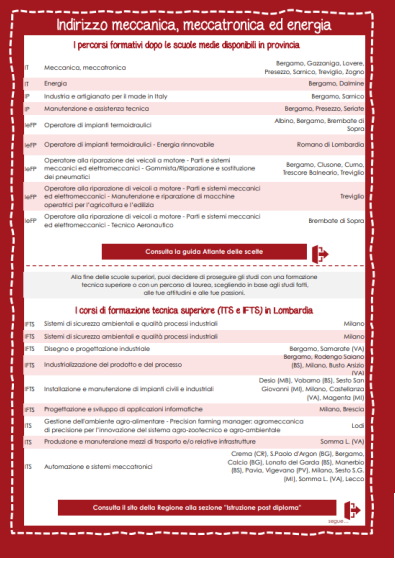 Indirizzo meccanica, meccatronica ed energia
I percorsi formativi dopo le scuole medie disponibili in provincia
IT Meccanica, meccatronica Bergamo, Gazzaniga, Lovere,
Presezzo, Sarnico, Treviglio, Zogno
IT Energia Bergamo, Dalmine
IP Industria e artigianato per il made in Italy Bergamo, Sarnico
IP Manutenzione e assistenza tecnica Bergamo, Presezzo, Seriate
IeFP Operatore di impianti termoidraulici Albino, Bergamo, Brembate di
Sopra
IeFP Operatore di impianti termoidraulici - Energia rinnovabile Romano di Lombardia
IeFP Operatore alla riparazione dei veicoli a motore - Parti e sistemi
meccanici ed elettromeccanici - Gommista/Riparazione e sostituzione
dei pneumatici Bergamo, Clusone, Curno,
Trescore Balneario, Treviglio
IeFP Operatore alla riparazione di veicoli a motore - Parti e sistemi meccanici
ed elettromeccanici - Manutenzione e riparazione di macchine
operatrici per l'agricoltura e l'edilizia Treviglio
IeFP Operatore alla riparazione di veicoli a motore - Parti e sistemi meccanici
ed elettromeccanici - Tecnico Aeronautico Brembate di Sopra
Consulta la guida Atlante delle scelte
Alla fine delle scuole superiori, puoi decidere di proseguire gli studi con una formazione
tecnica superiore o con un percorso di laurea, scegliendo in base agli studi fatti,
alle tue attitudini e alle tue passioni.
I corsi di formazione tecnica superiore (ITS e IFTS) in Lombardia
IFTS Sistemi di sicurezza ambientali e qualità processi industriali Milano
IFTS Sistemi di sicurezza ambientali e qualità processi industriali Milano
IFTS Disegno e progettazione industriale Bergamo, Samarate (VA)
IFTS Industrializzazione del prodotto e del processo Bergamo, Rodengo Saiano
(BS), Milano, Busto Arsizio
(VA)
IFTS Installazione e manutenzione di impianti civili e industriali Desio (MB), Vobarno (BS), Sesto San
Giovanni (MI), Milano, Castellanza
(VA), Magenta (MI)
IFTS Progettazione e sviluppo di applicazioni informatiche Milano, Brescia
ITS Gestione dell'ambiente agro-alimentare - Precision farming manager: agromeccanica
di precisione per l'innovazione del sistema agro-zootecnico e agro-ambientale Lodi
ITS Produzione e manutenzione mezzi di trasporto e/o relative infrastrutture Somma L. (VA)
ITS Automazione e sistemi meccatronici Crema (CR), S.Paolo d'Argon (BG), Bergamo,
Calcio (BG), Lonato del Garda (BS), Manerbio
(BS), Pavia, Vigevano (PV), Milano, Sesto S.G.
(MI), Somma L. (VA), Lecco
Consulta il sito della Regione alla sezione "Istruzione post diploma"
segue...